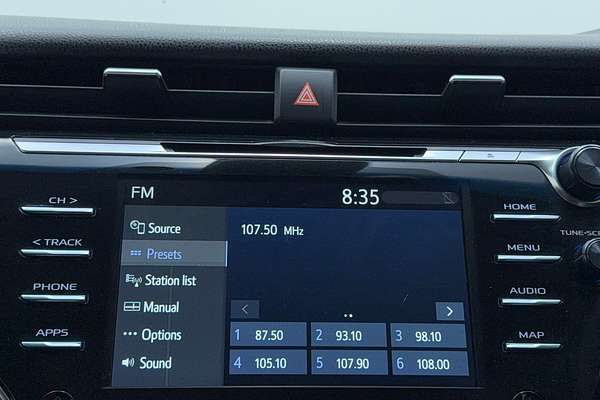 FM 8:35
CH >
< TRACK
PHONE
APPS
Source
Presets
Station list
Manual
Options
Sound
107.50 MHz
< >
1 87.50 2 93.10 3 98.10
4 105.10 5 107.90 6 108.00
HOME
MENU
AUDIO
MAP